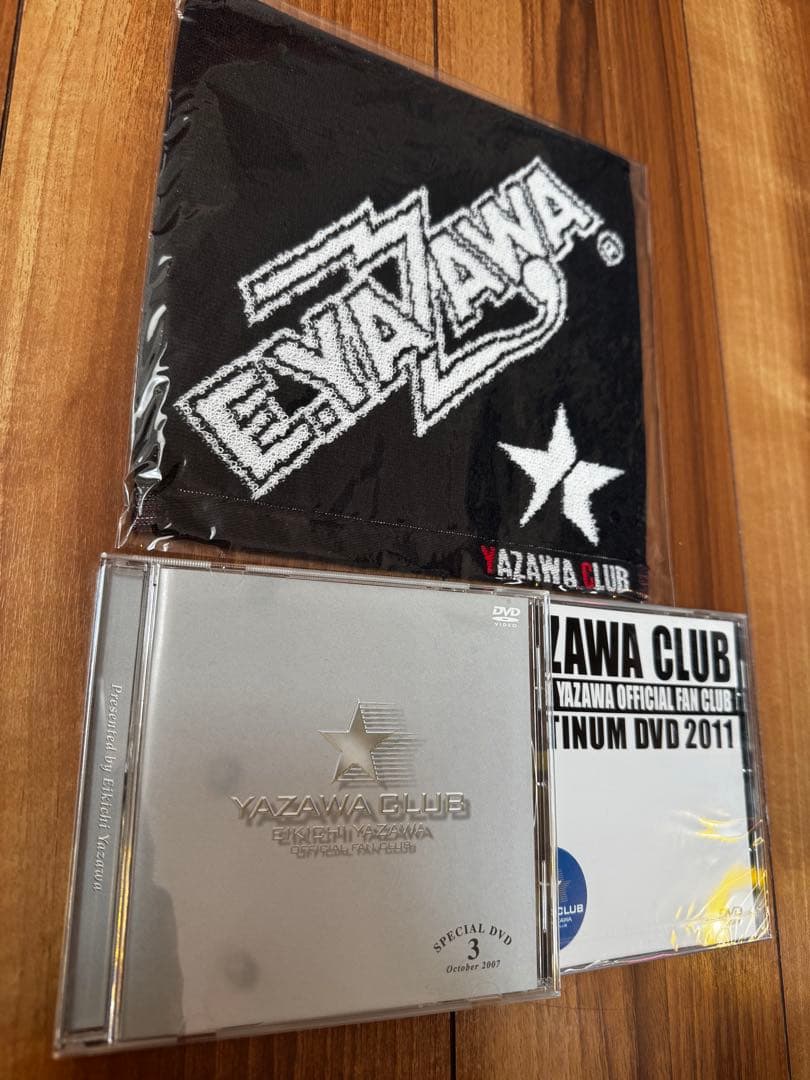 E.YAZAWA
®
YAZAWA CLUB
DVD
VIDEO
YAZAWA CLUB
EIKICHI YAZAWA
OFFICIAL FAN CLUB
SPECIAL DVD
3
October 2007
Presented by Eikichi Yazawa
ZAWA CLUB
YAZAWA OFFICIAL FAN CLUB
TINUM DVD 2011
CLUB